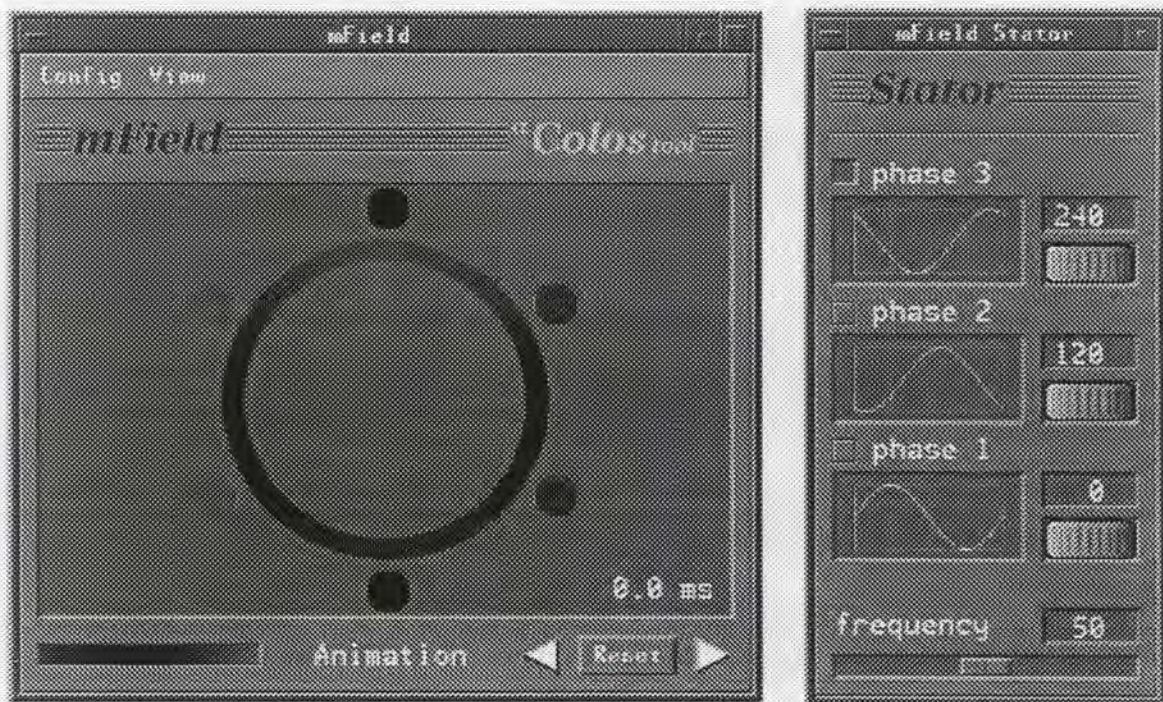 mField
Config View
mField
Colos tool
0.0 ms
Animation
Reset
mField Stator
Stator
phase 3
240
phase 2
120
phase 1
0
frequency
50